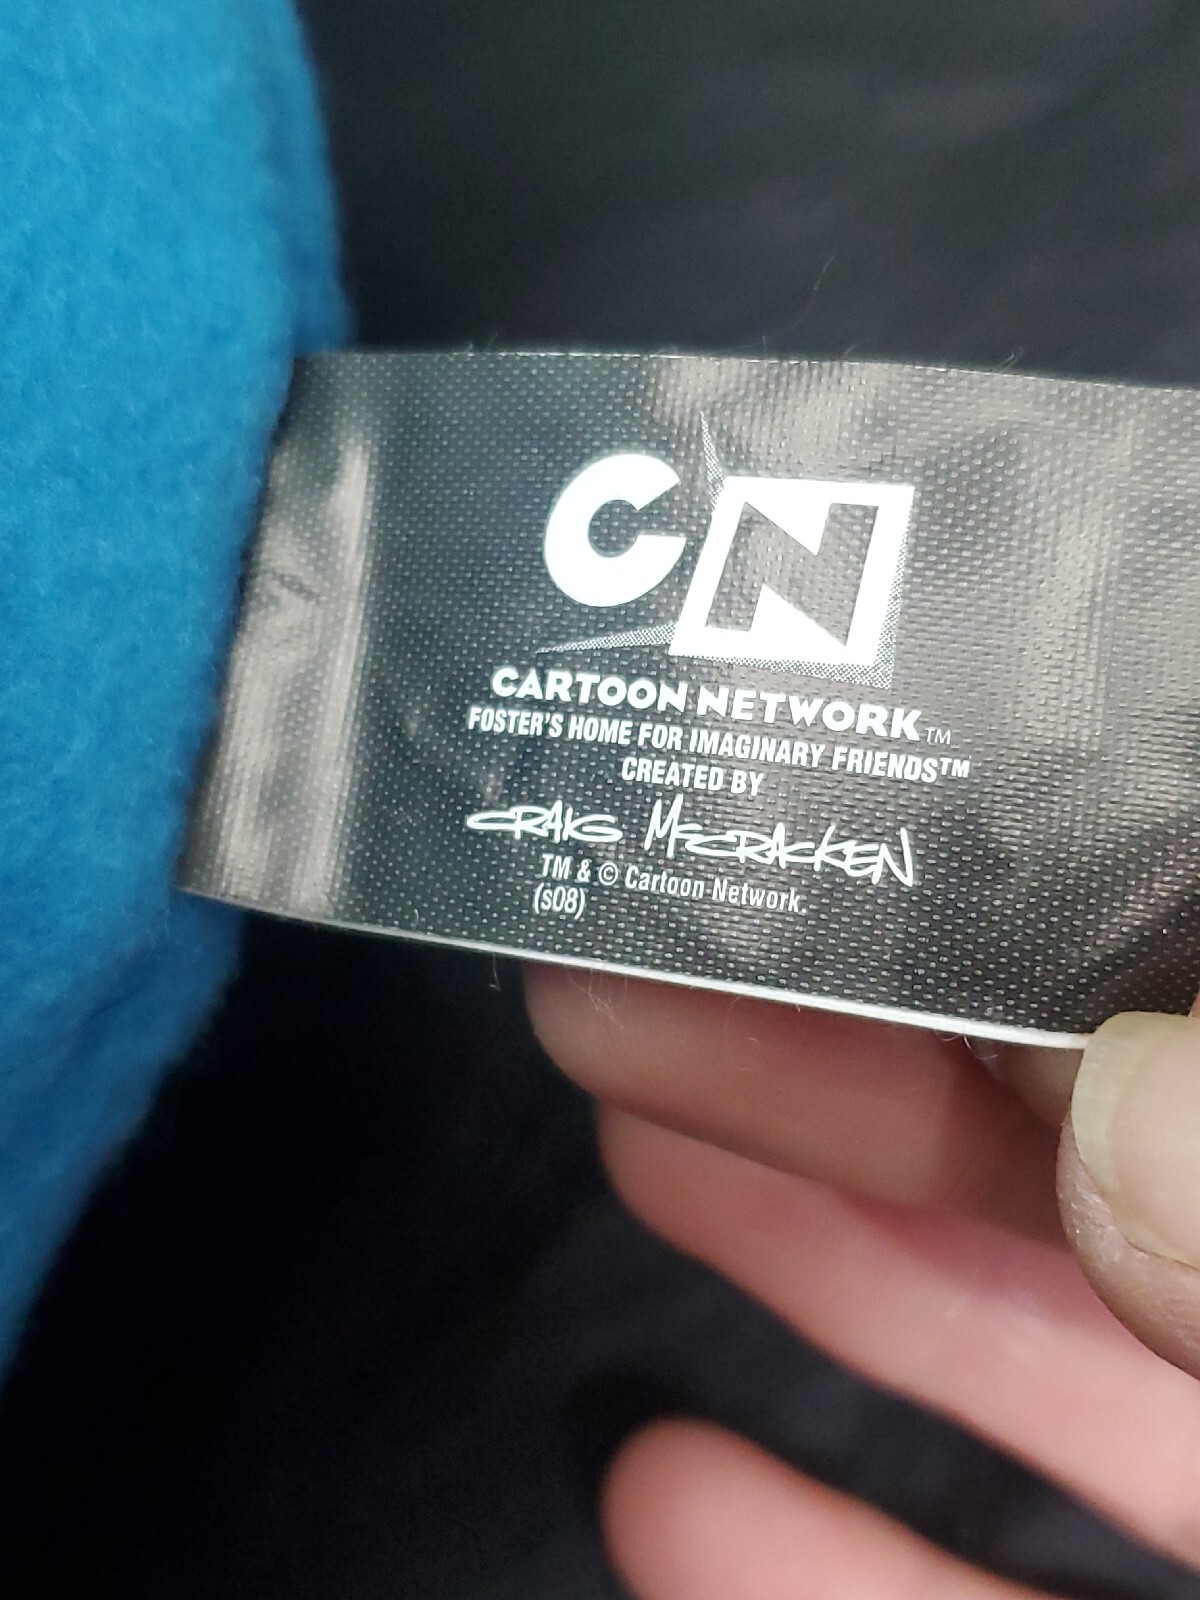 CN
CARTOON NETWORK™
FOSTER'S HOME FOR IMAGINARY FRIENDS™
CREATED BY
CRAIG McCRACKEN
TM & © Cartoon Network.
(s08)